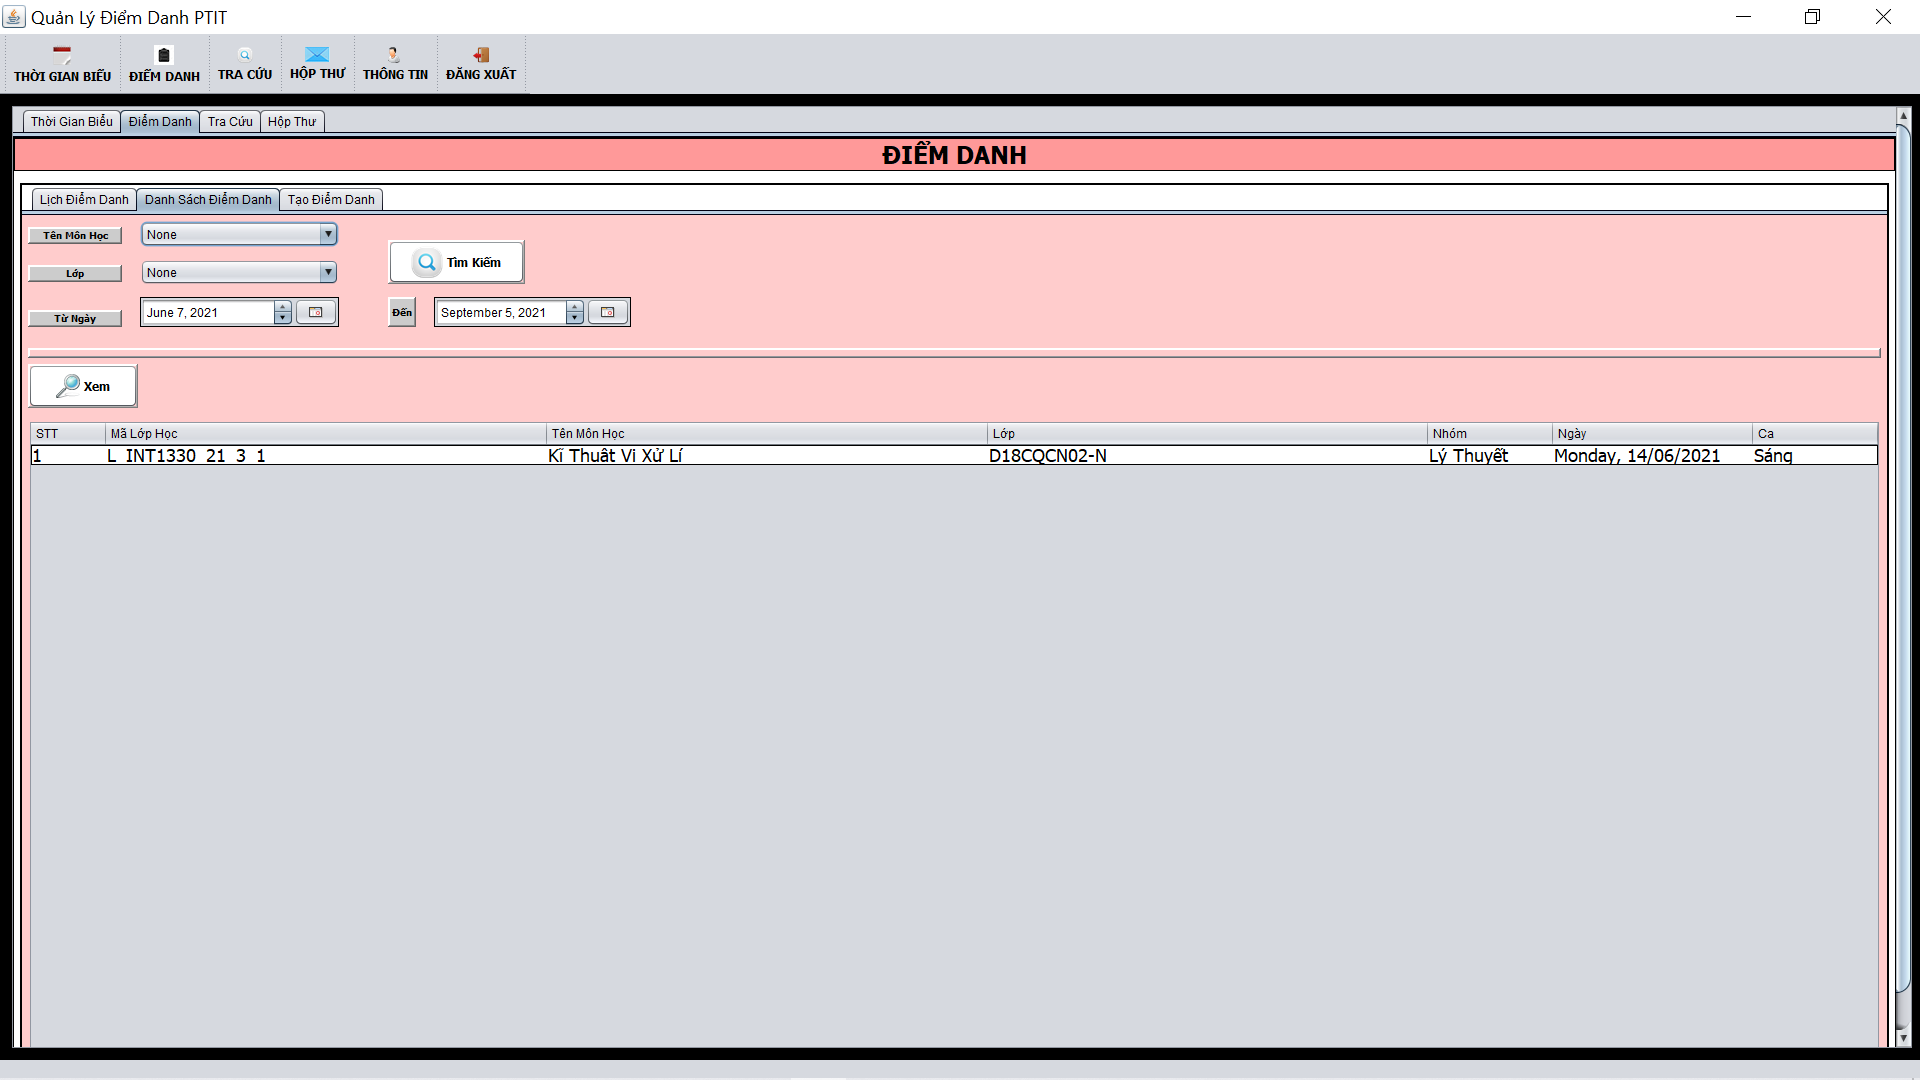 Quản Lý Điểm Danh PTIT
THỜI GIAN BIỂU ĐIỂM DANH TRA CỨU HỘP THƯ THÔNG TIN ĐĂNG XUẤT
Thời Gian Biểu Điểm Danh Tra Cứu Hộp Thư
ĐIỂM DANH
Lịch Điểm Danh Danh Sách Điểm Danh Tạo Điểm Danh
Tên Môn Học None
Tìm Kiếm
Lớp None
Từ Ngày June 7, 2021 Đến September 5, 2021
Xem
STT Mã Lớp Học Tên Môn Học Lớp Nhóm Ngày Ca
1 L_INT1330_21_3_1 Kĩ Thuật Vi Xử Lí D18CQCN02-N Lý Thuyết Monday, 14/06/2021 Sáng